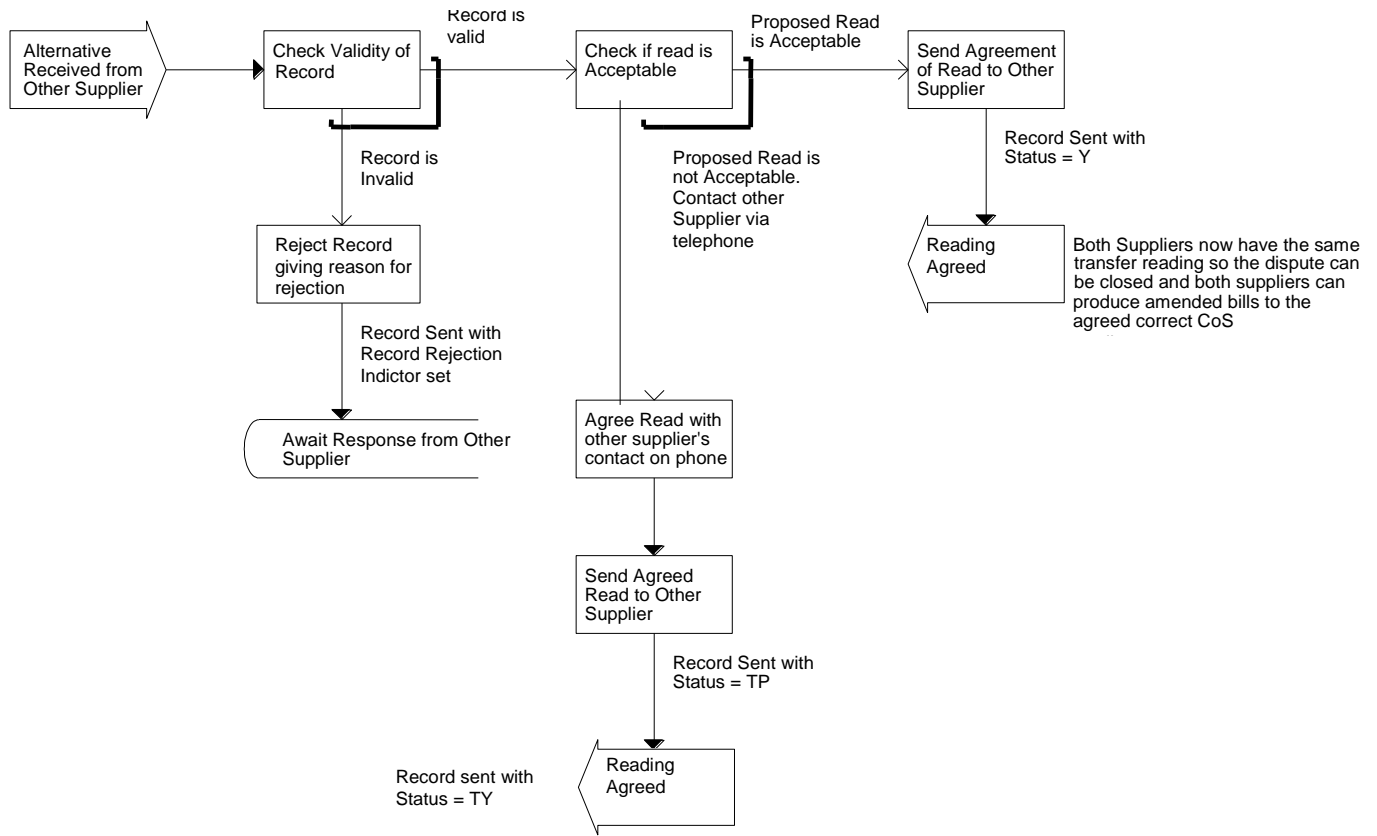 Alternative
Received from
Other Supplier
Check Validity of
Record
Record is
valid
Check if read is
Acceptable
Proposed Read
is Acceptable
Send Agreement
of Read to Other
Supplier
Record is
Invalid
Proposed Read is
not Acceptable.
Contact other
Supplier via
telephone
Record Sent with
Status = Y
Reject Record
giving reason for
rejection
Reading
Agreed
Both Suppliers now have the same
transfer reading so the dispute can
be closed and both suppliers can
produce amended bills to the
agreed correct CoS
Record Sent with
Record Rejection
Indictor set
Await Response from Other
Supplier
Agree Read with
other supplier's
contact on phone
Send Agreed
Read to Other
Supplier
Record Sent with
Status = TP
Record sent with
Status = TY
Reading
Agreed